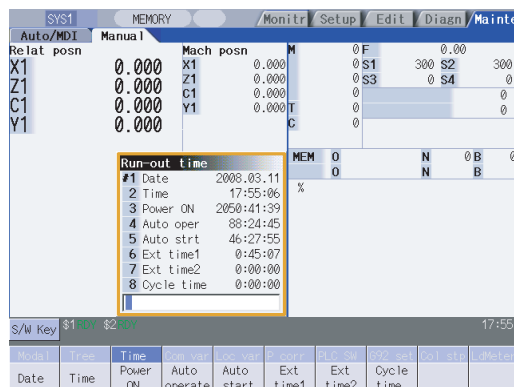 SYS1 MEMORY Monitr Setup Edit Diagn Mainte
Auto/MDI Manual
Relat posn Mach posn M 0 F 0.00
X1 0.000 X1 0.000 0 S1 300 S2 300
Z1 0.000 Z1 0.000 0 S3 0 S4 0
C1 0.000 C1 0.000 0 0
Y1 0.000 Y1 0.000 T 0 0
C 0
MEM O N 0 B 0
O N B
%
Run-out time
#1 Date 2008.03.11
2 Time 17:55:06
3 Power ON 2050:41:39
4 Auto oper 88:24:45
5 Auto strt 46:27:55
6 Ext time1 0:45:07
7 Ext time2 0:00:00
8 Cycle time 0:00:00
S/W Key $1RDY $2RDY 17:55
Modal Tree Time Com var Loc var P corr PLC SW G92 set Col stp LdMeter
Date Time Power ON Auto operate Auto start Ext time1 Ext time2 Cycle time